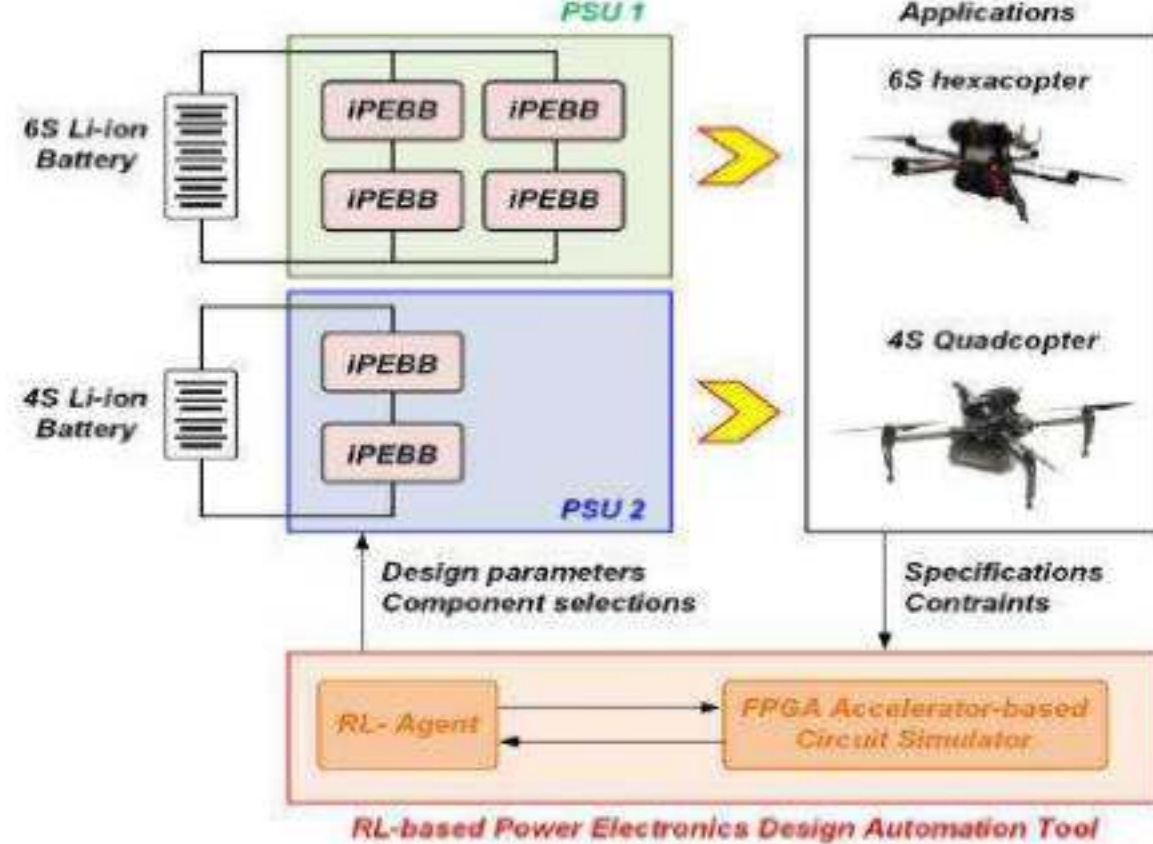 PSU 1
Applications
6S Li-ion
Battery
iPEBB
iPEBB
iPEBB
iPEBB
6S hexacopter
4S Li-ion
Battery
iPEBB
iPEBB
PSU 2
4S Quadcopter
Design parameters
Component selections
Specifications
Contraints
RL- Agent
FPGA Accelerator-based
Circuit Simulator
RL-based Power Electronics Design Automation Tool